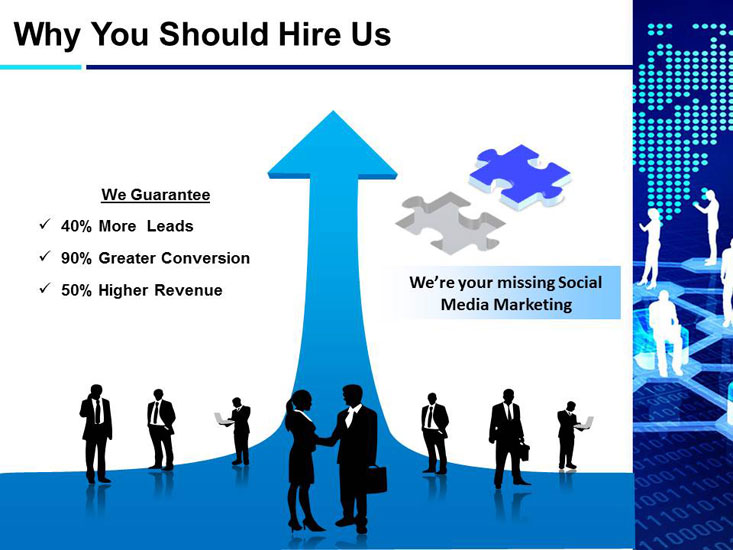 Why You Should Hire Us
We Guarantee
✓ 40% More Leads
✓ 90% Greater Conversion
✓ 50% Higher Revenue
We’re your missing Social
Media Marketing